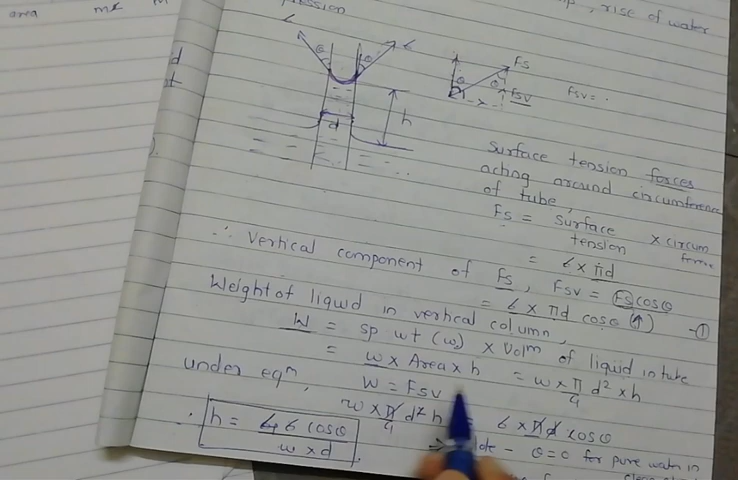 area
rise of water
σ
σ
θ
θ
d
h
θ
Fs
θ
Fsv
Fsv = .
Surface tension forces
acting around circumference
of tube,
Fs = surface tension × circumference
= σ × πd
∴ Vertical component of Fs, Fsv = Fs cosθ
= σ × πd cosθ (↑) - ①
Weight of liquid in vertical column,
W = sp wt (w) × Volm of liquid in tube
= w × Area × h = w × π/4 d² × h
under eqn, W = Fsv
w × π/4 d² h = σ × πd cosθ
∴ h = 4σ cosθ / w × d
θ=0 for pure water in